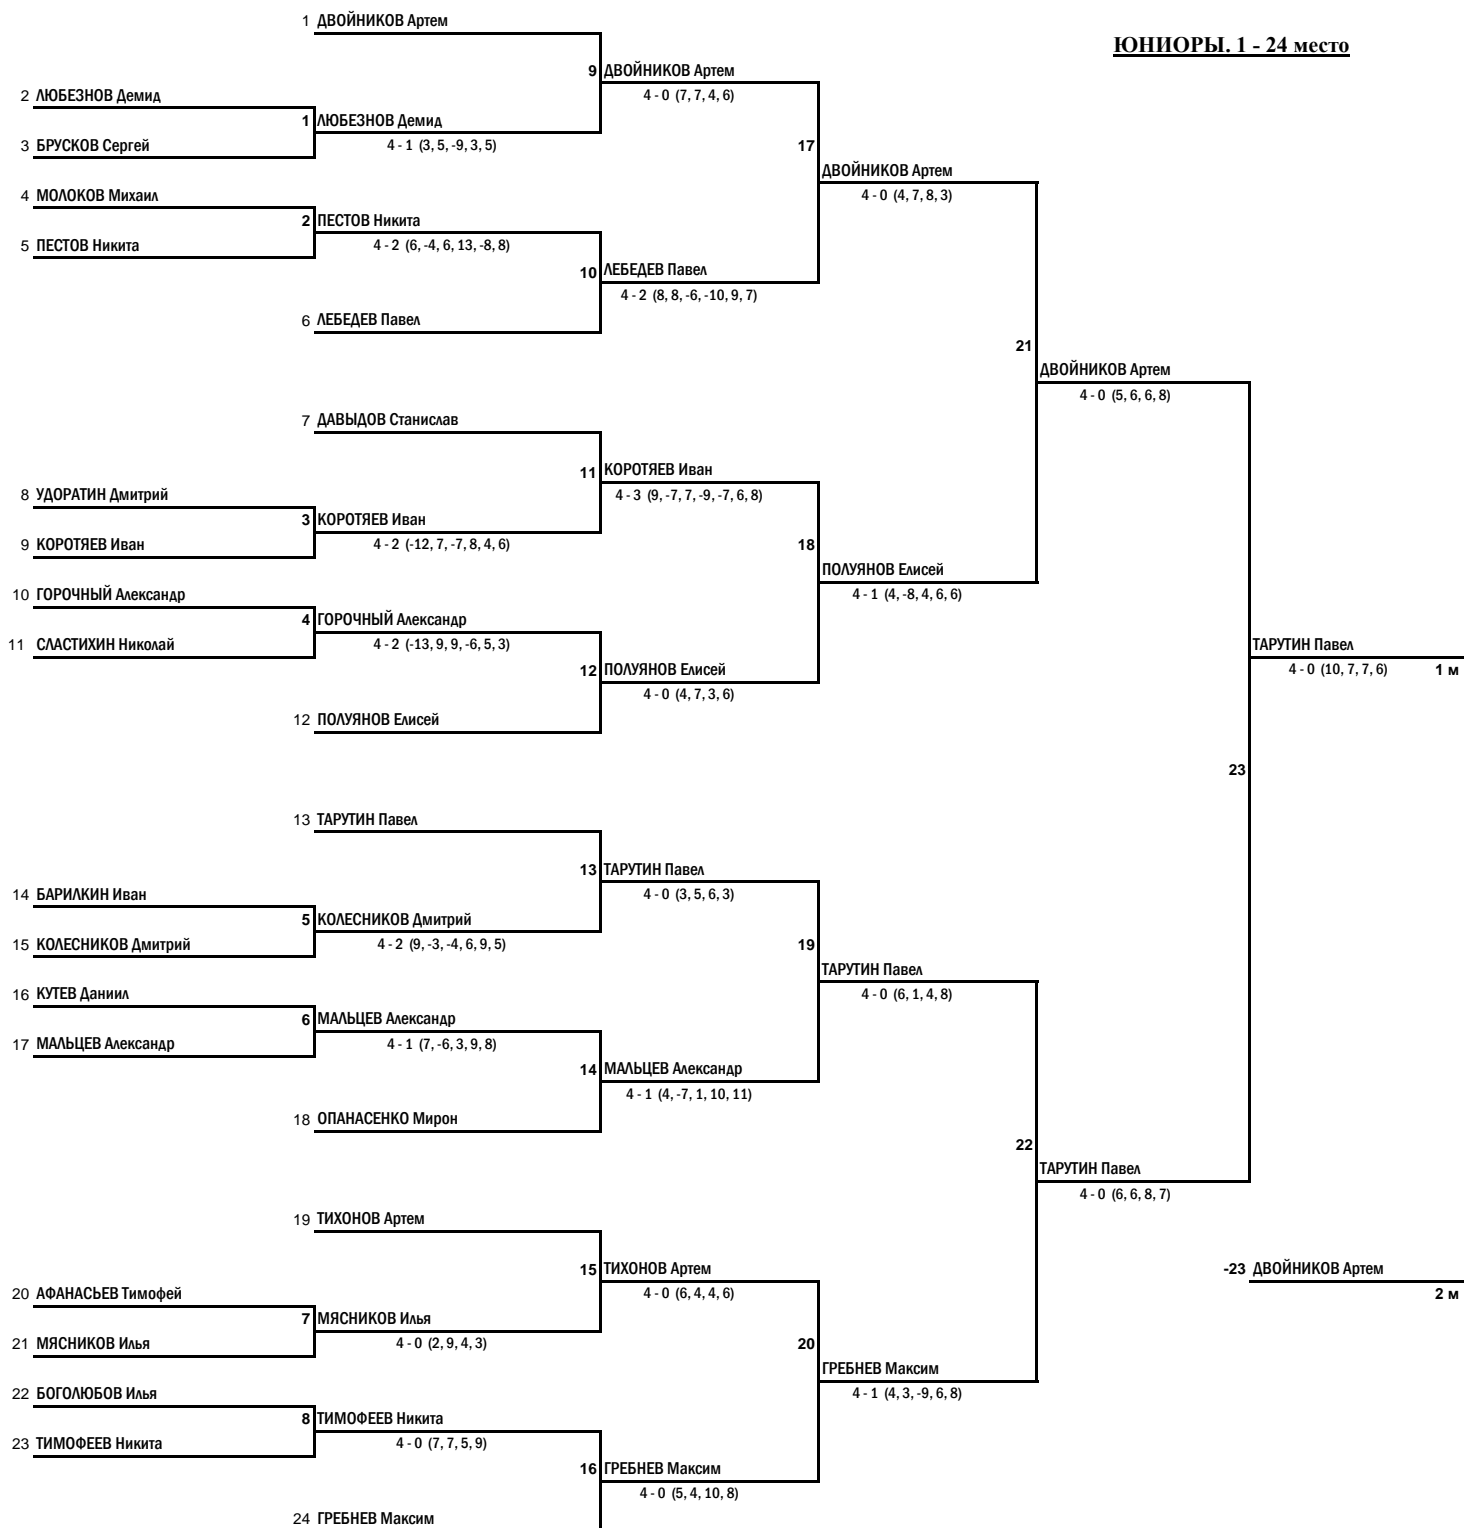 1 ДВОЙНИКОВ Артем
ЮНИОРЫ. 1 - 24 место
9 ДВОЙНИКОВ Артем
4 - 0 (7, 7, 4, 6)
2 ЛЮБЕЗНОВ Демид
1 ЛЮБЕЗНОВ Демид
4 - 1 (3, 5, -9, 3, 5)
3 БРУСКОВ Сергей
17
ДВОЙНИКОВ Артем
4 - 0 (4, 7, 8, 3)
4 МОЛОКОВ Михаил
2 ПЕСТОВ Никита
4 - 2 (6, -4, 6, 13, -8, 8)
5 ПЕСТОВ Никита
10 ЛЕБЕДЕВ Павел
4 - 2 (8, 8, -6, -10, 9, 7)
6 ЛЕБЕДЕВ Павел
21
ДВОЙНИКОВ Артем
4 - 0 (5, 6, 6, 8)
7 ДАВЫДОВ Станислав
11 КОРОТЯЕВ Иван
4 - 3 (9, -7, 7, -9, -7, 6, 8)
8 УДОРАТИН Дмитрий
3 КОРОТЯЕВ Иван
4 - 2 (-12, 7, -7, 8, 4, 6)
9 КОРОТЯЕВ Иван
18
ПОЛУЯНОВ Елисей
4 - 1 (4, -8, 4, 6, 6)
10 ГОРОЧНЫЙ Александр
4 ГОРОЧНЫЙ Александр
4 - 2 (-13, 9, 9, -6, 5, 3)
11 СЛАСТИХИН Николай
12 ПОЛУЯНОВ Елисей
4 - 0 (4, 7, 3, 6)
12 ПОЛУЯНОВ Елисей
ТАРУТИН Павел
4 - 0 (10, 7, 7, 6) 1 м
23
13 ТАРУТИН Павел
13 ТАРУТИН Павел
4 - 0 (3, 5, 6, 3)
14 БАРИЛКИН Иван
5 КОЛЕСНИКОВ Дмитрий
4 - 2 (9, -3, -4, 6, 9, 5)
15 КОЛЕСНИКОВ Дмитрий
19
ТАРУТИН Павел
4 - 0 (6, 1, 4, 8)
16 КУТЕВ Даниил
6 МАЛЬЦЕВ Александр
4 - 1 (7, -6, 3, 9, 8)
17 МАЛЬЦЕВ Александр
14 МАЛЬЦЕВ Александр
4 - 1 (4, -7, 1, 10, 11)
18 ОПАНАСЕНКО Мирон
22
ТАРУТИН Павел
4 - 0 (6, 6, 8, 7)
19 ТИХОНОВ Артем
15 ТИХОНОВ Артем
4 - 0 (6, 4, 4, 6)
-23 ДВОЙНИКОВ Артем
2 м
20 АФАНАСЬЕВ Тимофей
7 МЯСНИКОВ Илья
4 - 0 (2, 9, 4, 3)
21 МЯСНИКОВ Илья
20
ГРЕБНЕВ Максим
4 - 1 (4, 3, -9, 6, 8)
22 БОГОЛЮБОВ Илья
8 ТИМОФЕЕВ Никита
4 - 0 (7, 7, 5, 9)
23 ТИМОФЕЕВ Никита
16 ГРЕБНЕВ Максим
4 - 0 (5, 4, 10, 8)
24 ГРЕБНЕВ Максим